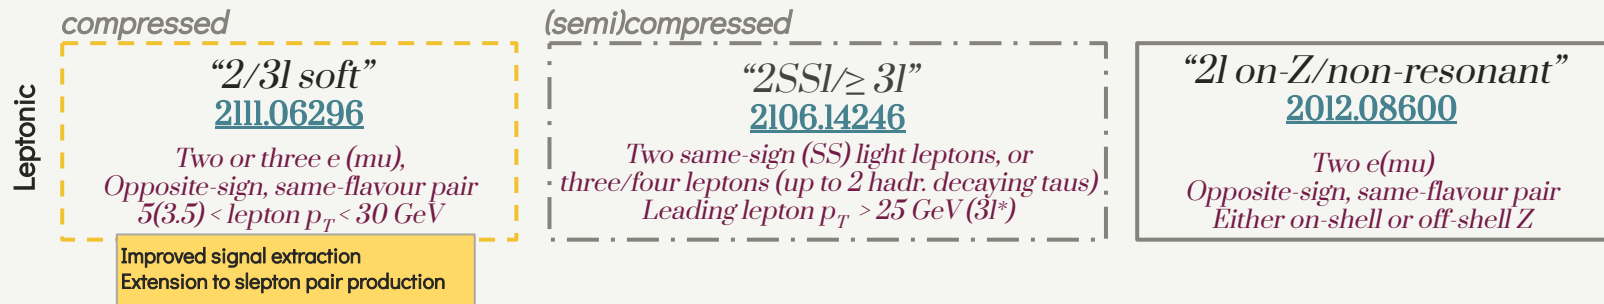 compressed
(semi)compressed
Leptonic
“2/3l soft”
2111.06296
Two or three e (mu),
Opposite-sign, same-flavour pair
5(3.5) < lepton pT < 30 GeV
Improved signal extraction
Extension to slepton pair production
“2SSl/≥ 3l”
2106.14246
Two same-sign (SS) light leptons, or
three/four leptons (up to 2 hadr. decaying taus)
Leading lepton pT > 25 GeV (3l*)
“2l on-Z/non-resonant”
2012.08600
Two e(mu)
Opposite-sign, same-flavour pair
Either on-shell or off-shell Z